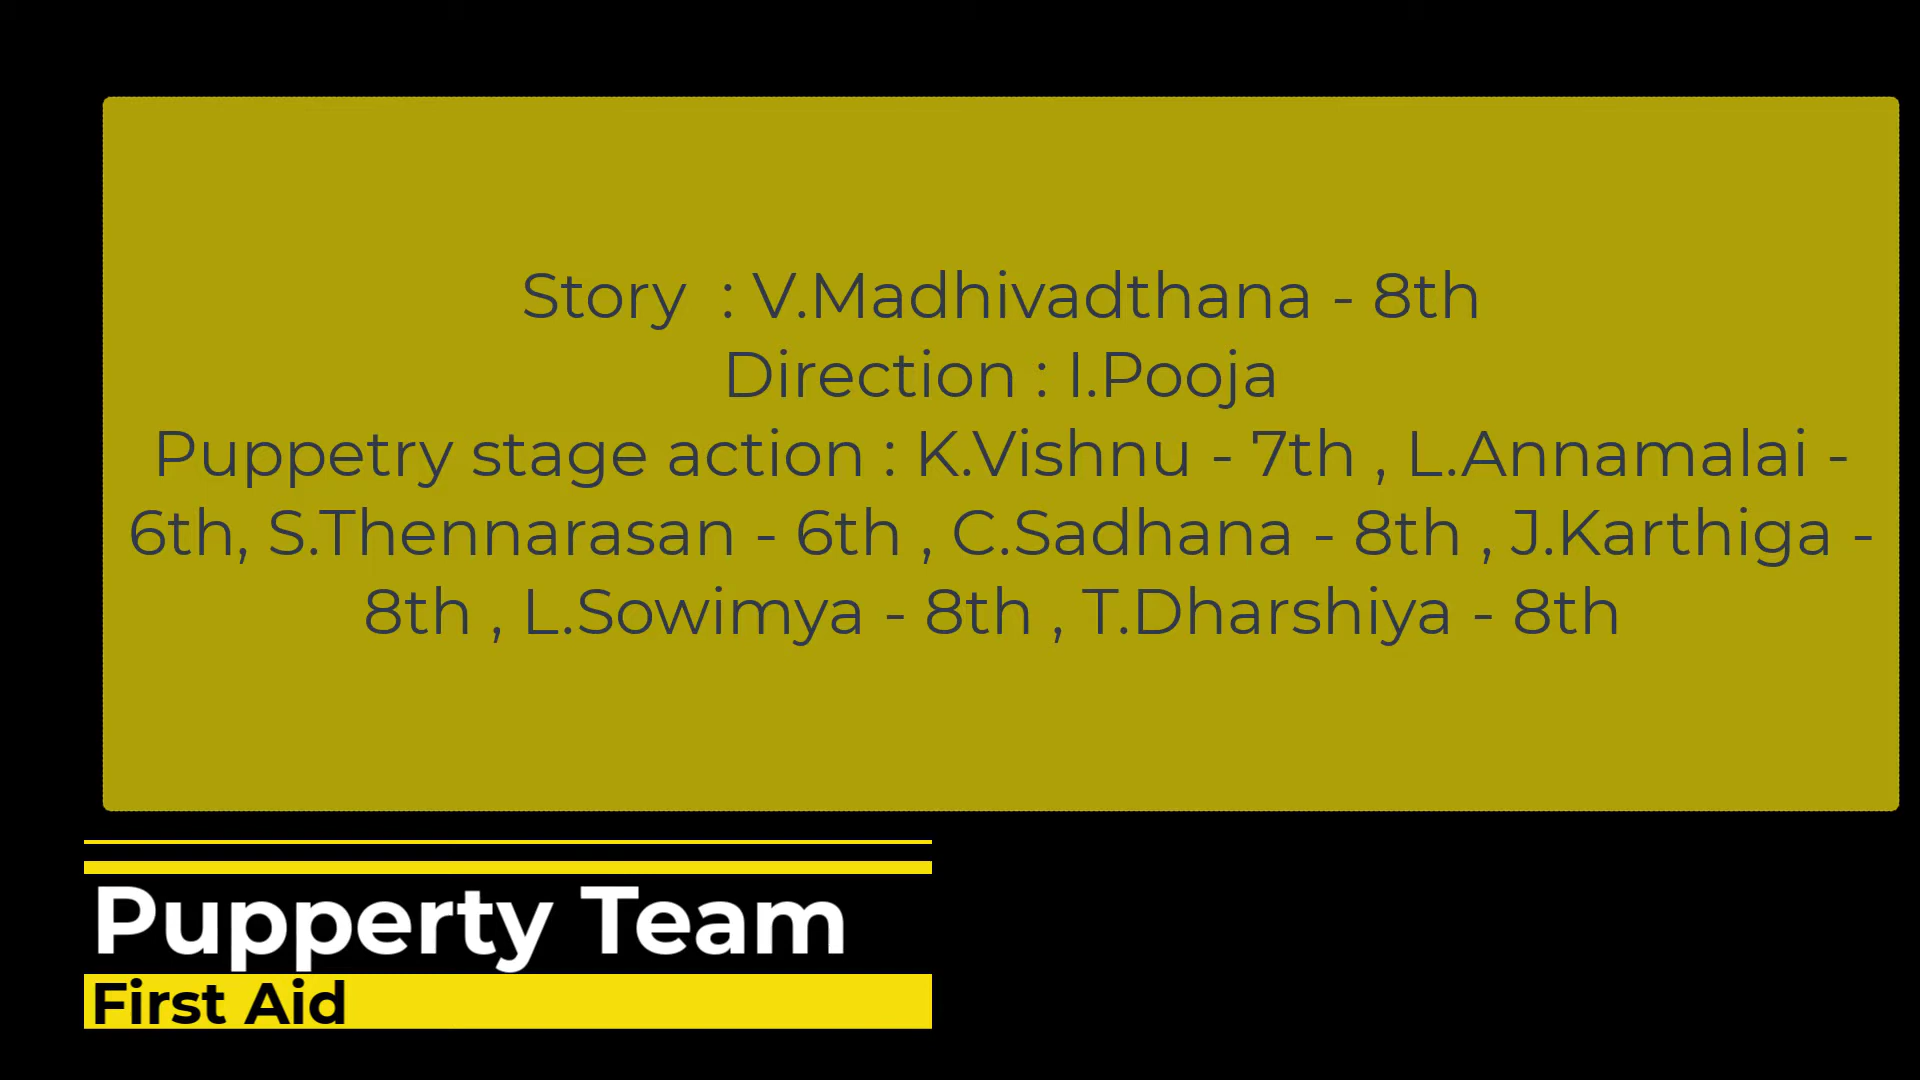 Story  : V.Madhivadthana - 8th
Direction : I.Pooja
Puppetry stage action : K.Vishnu - 7th , L.Annamalai -
6th, S.Thennarasan - 6th , C.Sadhana - 8th , J.Karthiga -
8th , L.Sowimya - 8th , T.Dharshiya - 8th
Pupperty Team
First Aid